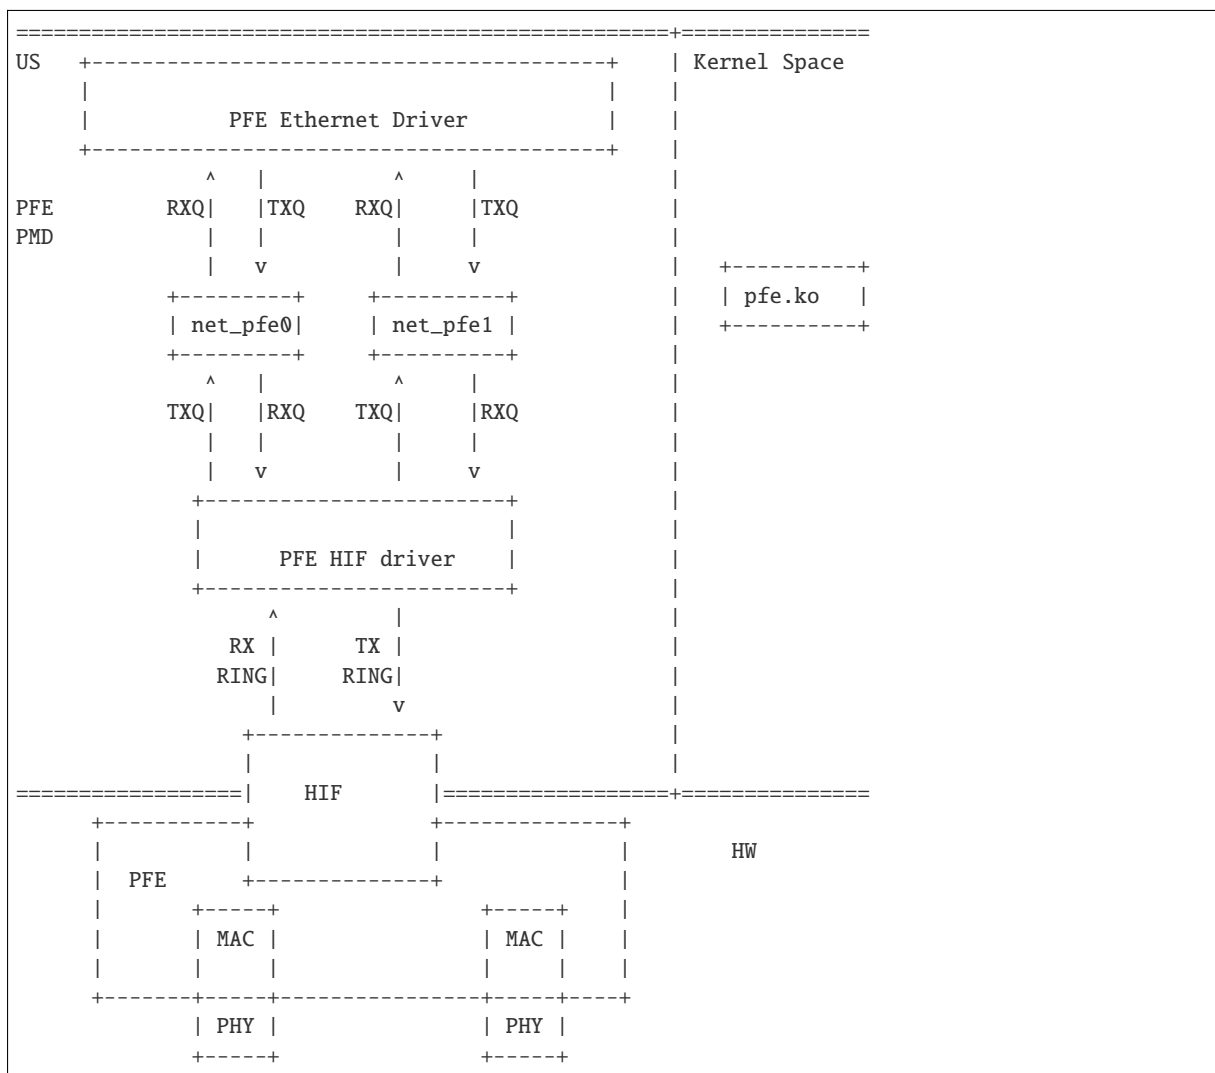 =====================================================+===============
US   +-----------------------------------------+    | Kernel Space
     |                                         |    |
     |           PFE Ethernet Driver           |    |
     +-----------------------------------------+    |
               ^   |          ^     |               |
PFE         RXQ|   |TXQ   RXQ|     |TXQ            |
PMD            |   |          |     |               |
               |   v          |     v               |   +----------+
            +---------+     +----------+            |   | pfe.ko   |
            | net_pfe0|     | net_pfe1 |            |   +----------+
            +---------+     +----------+            |
               ^   |          ^     |               |
            TXQ|   |RXQ   TXQ|     |RXQ            |
               |   |          |     |               |
               |   v          |     v               |
              +------------------------+            |
              |                        |            |
              |      PFE HIF driver    |            |
              +------------------------+            |
                    ^         |                     |
                 RX |      TX |                     |
                RING|     RING|                     |
                    |         v                     |
                  +--------------+                  |
                  |              |                  |
==================|    HIF       |==================+===============
      +-----------+              +--------------+
      |           |              |              |        HW
      |  PFE      +--------------+              |
      |       +-----+                 +-----+   |
      |       | MAC |                 | MAC |   |
      |       |     |                 |     |   |
      +-------+-----+----------------+-----+----+
              | PHY |                 | PHY |
              +-----+                 +-----+